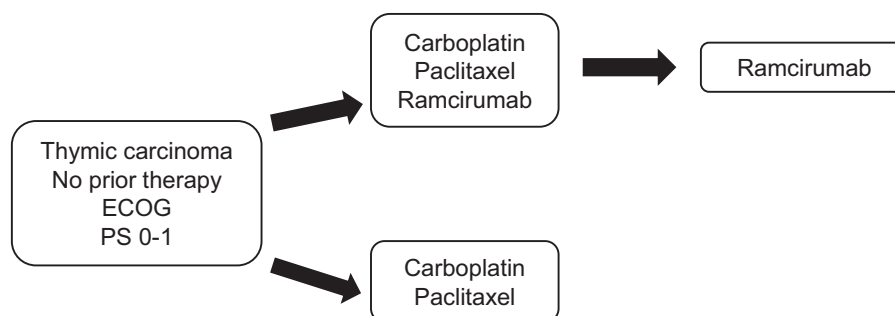 Thymic carcinoma
No prior therapy
ECOG
PS 0-1
Carboplatin
Paclitaxel
Ramcirumab
Ramcirumab
Carboplatin
Paclitaxel